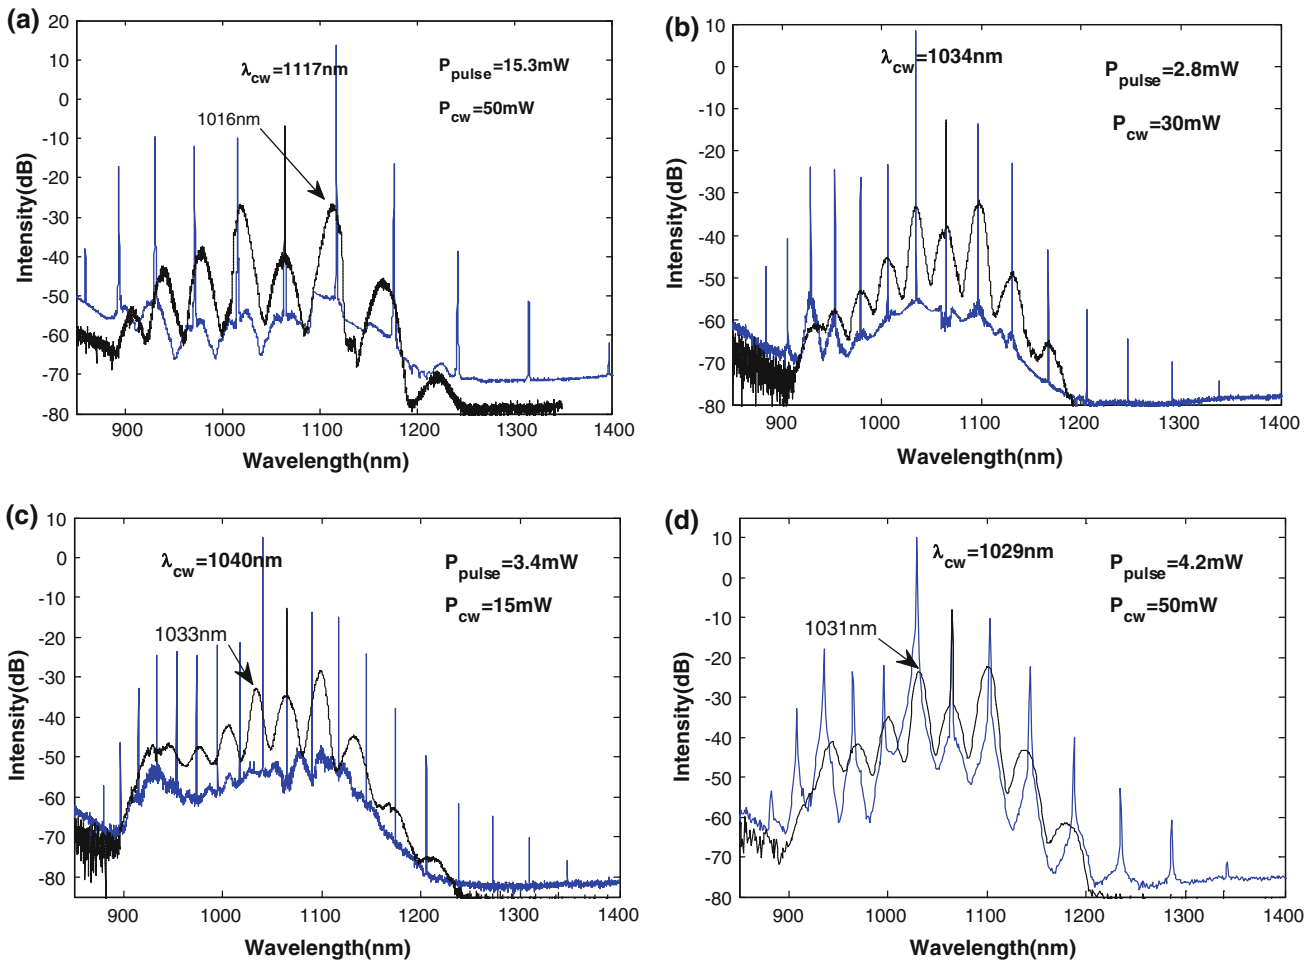 (a)
20
10
0
-10
-20
-30
-40
-50
-60
-70
-80
Intensity(dB)
λcw=1117nm
Ppulse=15.3mW
Pcw=50mW
1016nm
900 1000 1100 1200 1300 1400
Wavelength(nm)
(b)
10
0
-10
-20
-30
-40
-50
-60
-70
-80
Intensity(dB)
λcw=1034nm
Ppulse=2.8mW
Pcw=30mW
900 1000 1100 1200 1300 1400
Wavelength(nm)
(c)
10
0
-10
-20
-30
-40
-50
-60
-70
-80
Intensity(dB)
λcw=1040nm
Ppulse=3.4mW
Pcw=15mW
1033nm
900 1000 1100 1200 1300 1400
Wavelength(nm)
(d)
10
0
-10
-20
-30
-40
-50
-60
-70
-80
Intensity(dB)
λcw=1029nm
Ppulse=4.2mW
Pcw=50mW
1031nm
900 1000 1100 1200 1300 1400
Wavelength(nm)